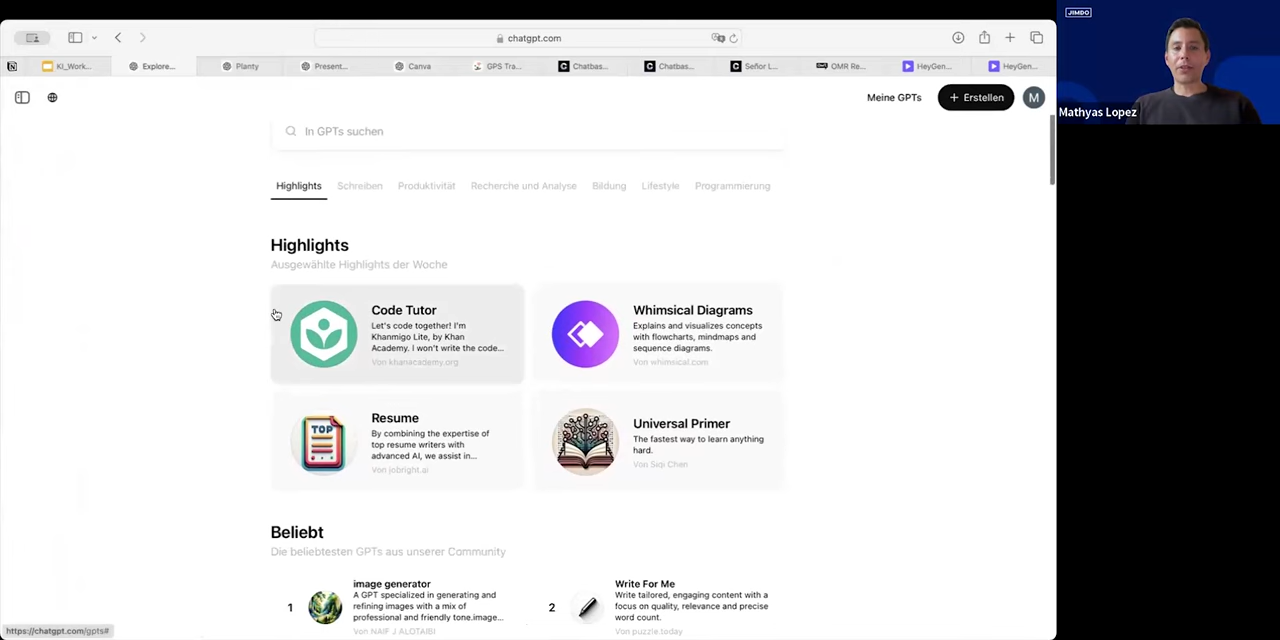 JIMDO
Mathyas Lopez
chatgpt.com
KI_Work...
Explore...
Planty
Present...
Canva
GPS Tra...
Chatbas...
Chatbas...
Señor L...
OMR Re...
HeyGen...
HeyGen...
Meine GPTs
+ Erstellen
M
In GPTs suchen
Highlights
Schreiben
Produktivität
Recherche und Analyse
Bildung
Lifestyle
Programmierung
Highlights
Ausgewählte Highlights der Woche
Code Tutor
Let's code together! I'm
Khanmigo Lite, by Khan
Academy. I won't write the code...
Von khanacademy.org
Whimsical Diagrams
Explains and visualizes concepts
with flowcharts, mindmaps and
sequence diagrams.
Von whimsical.com
TOP
Resume
By combining the expertise of
top resume writers with
advanced AI, we assist in...
Von jobright.ai
Universal Primer
The fastest way to learn anything
hard.
Von Siqi Chen
Beliebt
Die beliebtesten GPTs aus unserer Community
1
image generator
A GPT specialized in generating and
refining images with a mix of
professional and friendly tone.image...
Von NAIF J ALOTAIBI
2
Write For Me
Write tailored, engaging content with a
focus on quality, relevance and precise
word count.
Von puzzle.today
https://chatgpt.com/gpts#